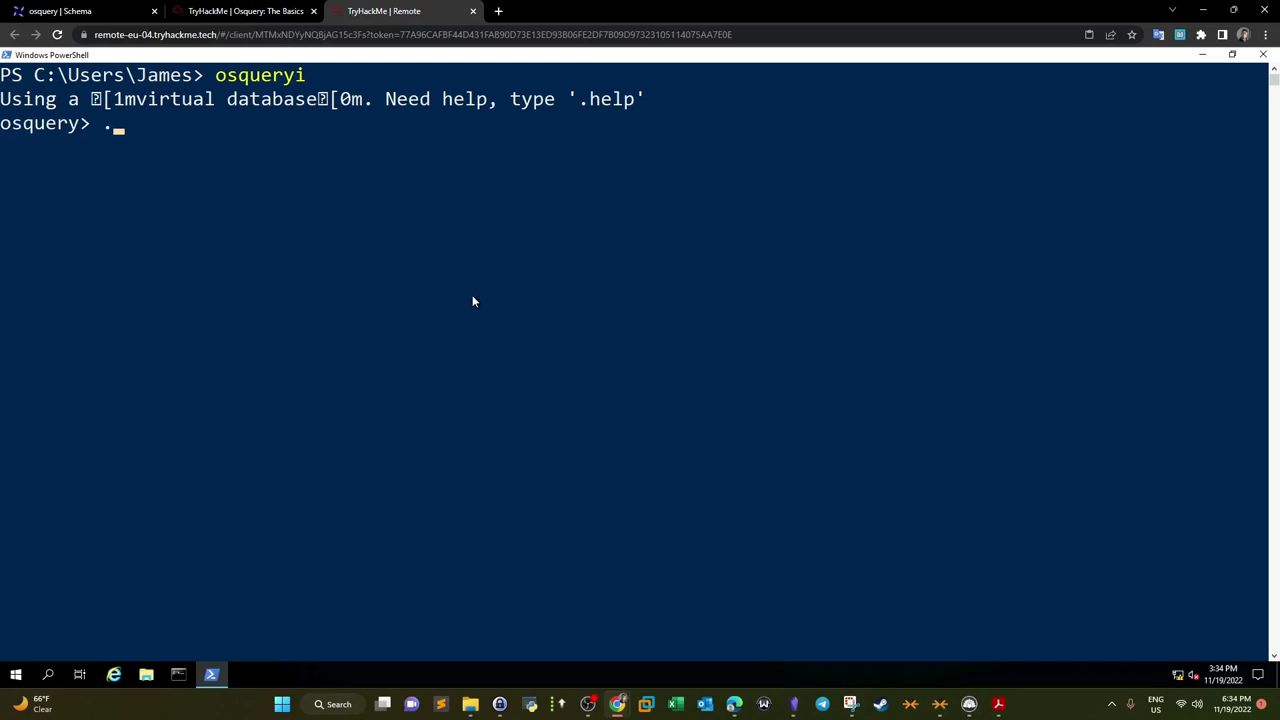 osquery | Schema
TryHackMe | Osquery: The Basics
TryHackMe | Remote
remote-eu-04.tryhackme.tech/#/client/MTMxNDYyNQBjAG15c3Fs?token=77A96CAFBF44D431FAB90D73E13ED93B06FE2DF7B09D97323105114075AA7E0E
Windows PowerShell
PS C:\Users\James> osqueryi
Using a [1mvirtual database[0m. Need help, type '.help'
osquery> .
3:34 PM
11/19/2022
66°F
Clear
Search
ENG
US
6:34 PM
11/19/2022